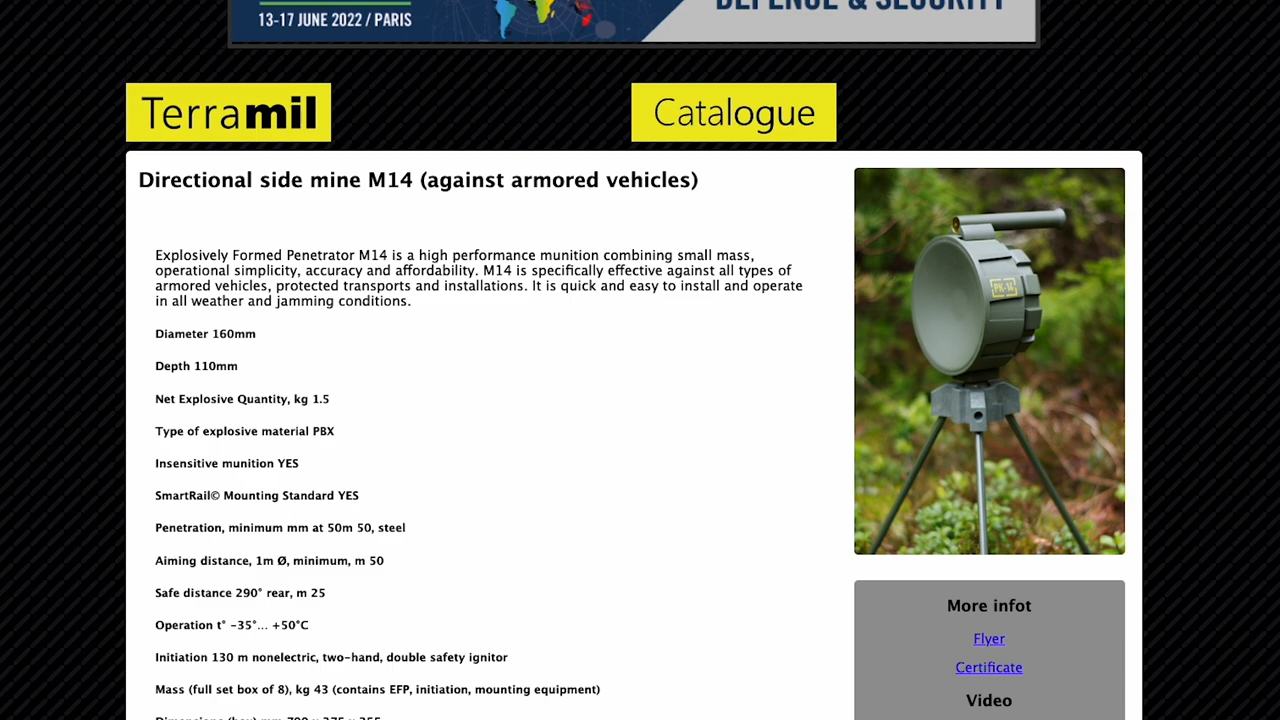 DEFENCE & SECURITY
13-17 JUNE 2022 / PARIS
Terramil
Catalogue
Directional side mine M14 (against armored vehicles)
Explosively Formed Penetrator M14 is a high performance munition combining small mass,
operational simplicity, accuracy and affordability. M14 is specifically effective against all types of
armored vehicles, protected transports and installations. It is quick and easy to install and operate
in all weather and jamming conditions.
Diameter 160mm
Depth 110mm
Net Explosive Quantity, kg 1.5
Type of explosive material PBX
Insensitive munition YES
SmartRail© Mounting Standard YES
Penetration, minimum mm at 50m 50, steel
Aiming distance, 1m Ø, minimum, m 50
Safe distance 290° rear, m 25
Operation t° -35°... +50°C
Initiation 130 m nonelectric, two-hand, double safety ignitor
Mass (full set box of 8), kg 43 (contains EFP, initiation, mounting equipment)
PK-14
More infot
Flyer
Certificate
Video